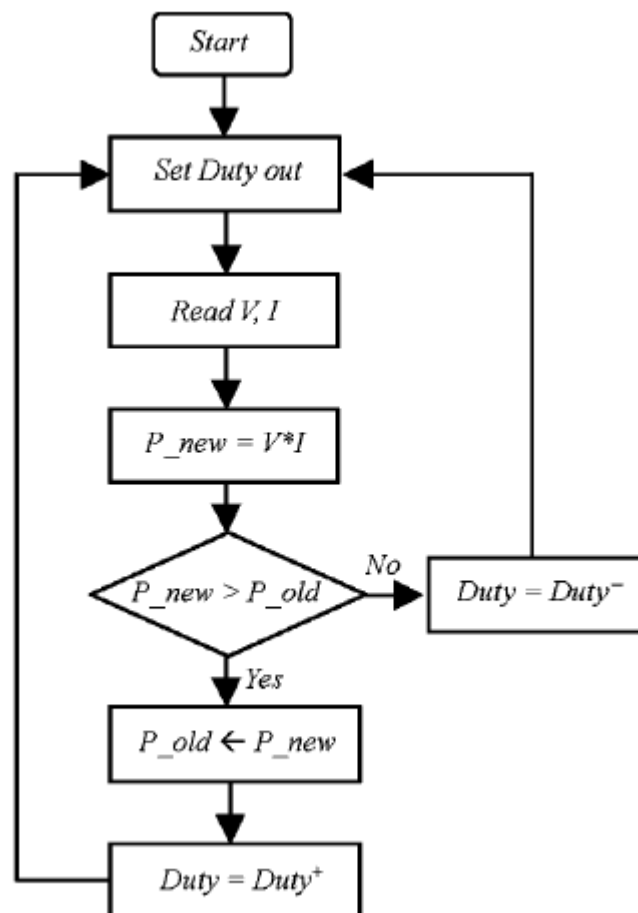 Start
Set Duty out
Read V, I
P_new = V*I
P_new > P_old
No
Duty = Duty⁻
Yes
P_old ← P_new
Duty = Duty⁺